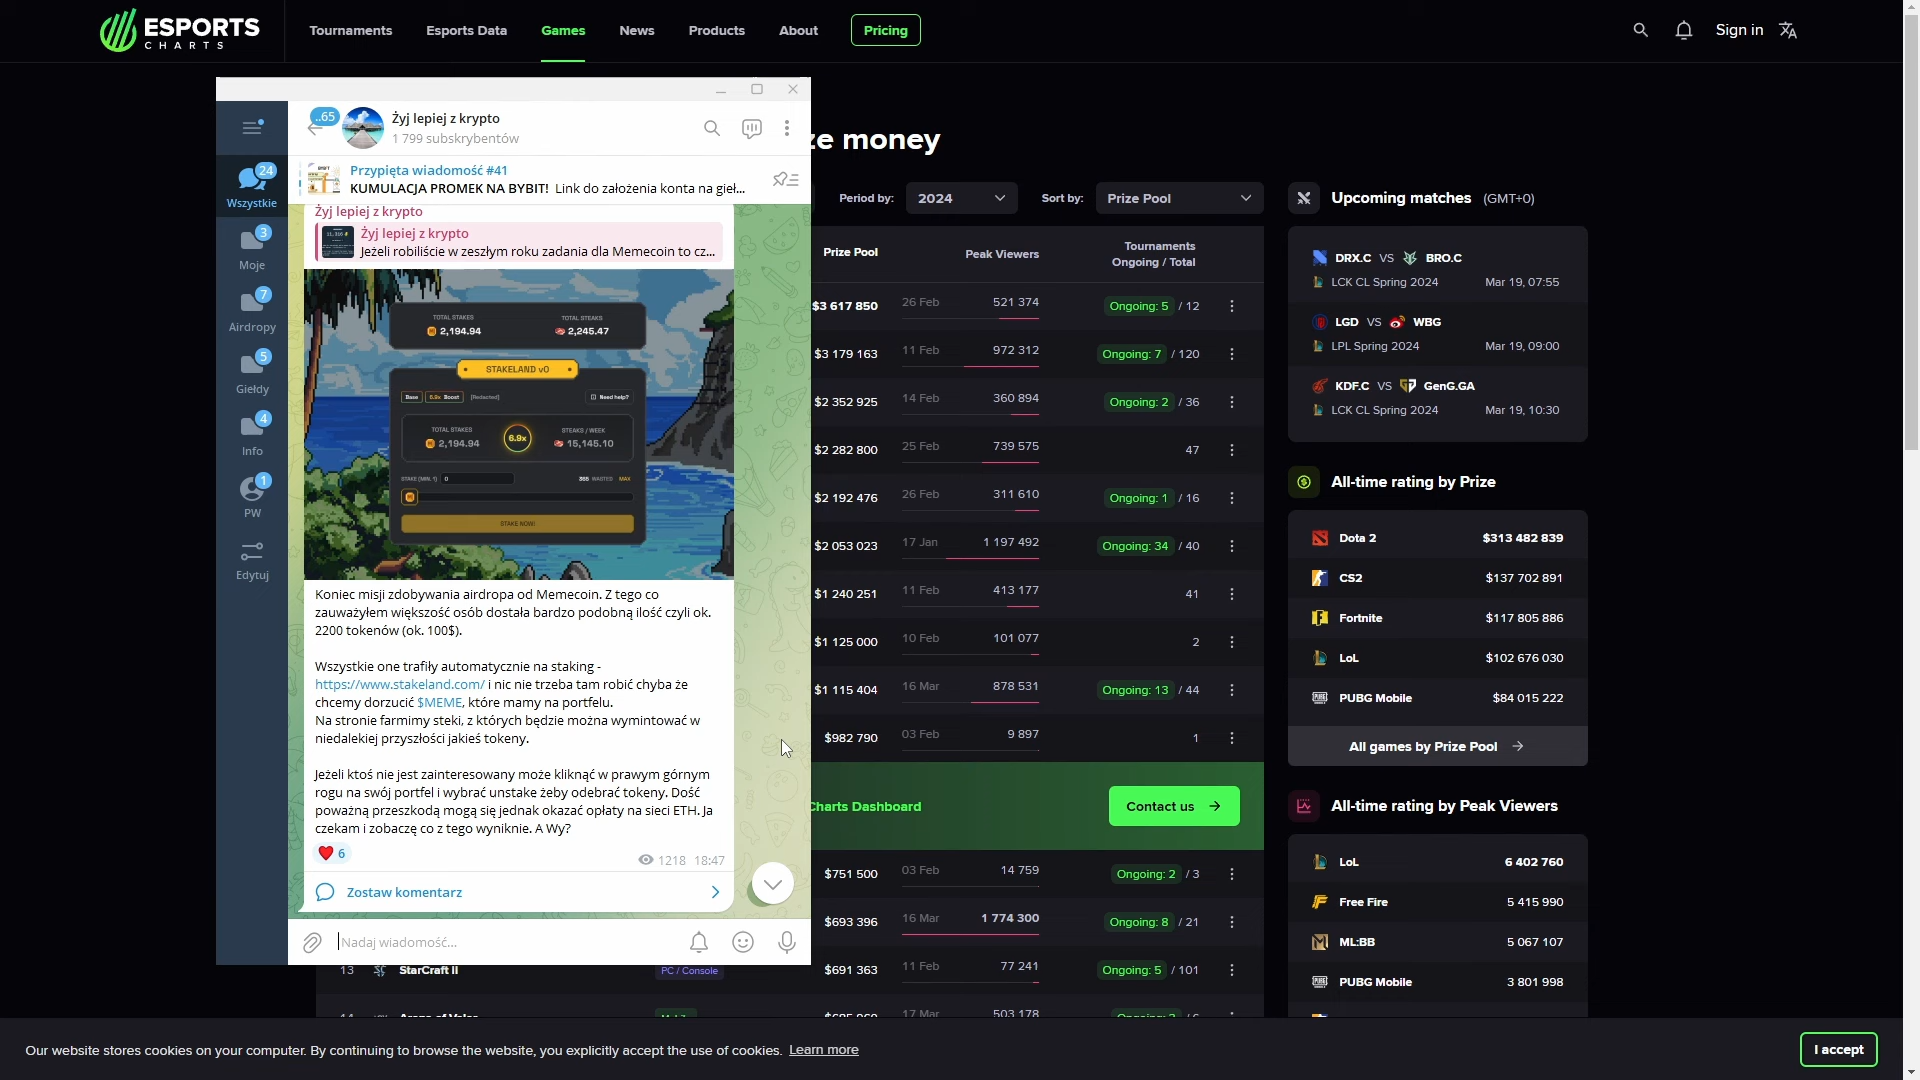 ESPORTS
CHARTS
Tournaments
Esports Data
Games
News
Products
About
Pricing
Sign in
..65
Żyj lepiej z krypto
1 799 subskrybentów
24
Wszystkie
3
Moje
7
Airdropy
5
Giełdy
4
Info
1
PW
Edytuj
Przypięta wiadomość #41
KUMULACJA PROMEK NA BYBIT! Link do założenia konta na gieł...
Żyj lepiej z krypto
Żyj lepiej z krypto
Jeżeli robiliście w zeszłym roku zadania dla Memecoin to cz...
TOTAL STAKES
2,194.94
TOTAL STEAKS
2,245.47
STAKELAND v0
Base
6.9x Boost
[Redacted]
Need help?
TOTAL STAKES
2,194.94
6.9x
STEAKS / WEEK
15,145.10
STAKE (MIN. 1)
0
365
MAX
STAKE NOW!
Koniec misji zdobywania airdropa od Memecoin. Z tego co
zauważyłem większość osób dostała bardzo podobną ilość czyli ok.
2200 tokenów (ok. 100$).
Wszystkie one trafiły automatycznie na staking -
https://www.stakeland.com/ i nic nie trzeba tam robić chyba że
chcemy dorzucić $MEME, które mamy na portfelu.
Na stronie farmimy steki, z których będzie można wymintować w
niedalekiej przyszłości jakieś tokeny.
Jeżeli ktoś nie jest zainteresowany może kliknąć w prawym górnym
rogu na swój portfel i wybrać unstake żeby odebrać tokeny. Dość
poważną przeszkodą mogą się jednak okazać opłaty na sieci ETH. Ja
czekam i zobaczę co z tego wyniknie. A Wy?
6
1218 18:47
Zostaw komentarz
Nadaj wiadomość...
ze money
Period by:
2024
Sort by:
Prize Pool
Prize Pool
Peak Viewers
Tournaments
Ongoing / Total
$3 617 850 26 Feb 521 374 Ongoing: 5 / 12
$3 179 163 11 Feb 972 312 Ongoing: 7 / 120
$2 352 925 14 Feb 360 894 Ongoing: 2 / 36
$2 282 800 25 Feb 739 575 47
$2 192 476 26 Feb 311 610 Ongoing: 1 / 16
$2 053 023 17 Jan 1 197 492 Ongoing: 34 / 40
$1 240 251 11 Feb 413 177 41
$1 125 000 10 Feb 101 077 2
$1 115 404 16 Mar 878 531 Ongoing: 13 / 44
$982 790 03 Feb 9 897 1
Charts Dashboard
Contact us
$751 500 03 Feb 14 759 Ongoing: 2 / 3
$693 396 16 Mar 1 774 300 Ongoing: 8 / 21
13 StarCraft II PC / Console $691 363 11 Feb 77 241 Ongoing: 5 / 101
17 Mar 503 178
Upcoming matches (GMT+0)
DRX.C VS BRO.C
LCK CL Spring 2024 Mar 19, 07:55
LGD VS WBG
LPL Spring 2024 Mar 19, 09:00
KDF.C VS GenG.GA
LCK CL Spring 2024 Mar 19, 10:30
All-time rating by Prize
Dota 2 $313 482 839
CS2 $137 702 891
Fortnite $117 805 886
LoL $102 676 030
PUBG Mobile $84 015 222
All games by Prize Pool
All-time rating by Peak Viewers
LoL 6 402 760
Free Fire 5 415 990
ML:BB 5 067 107
PUBG Mobile 3 801 998
Our website stores cookies on your computer. By continuing to browse the website, you explicitly accept the use of cookies. Learn more
I accept